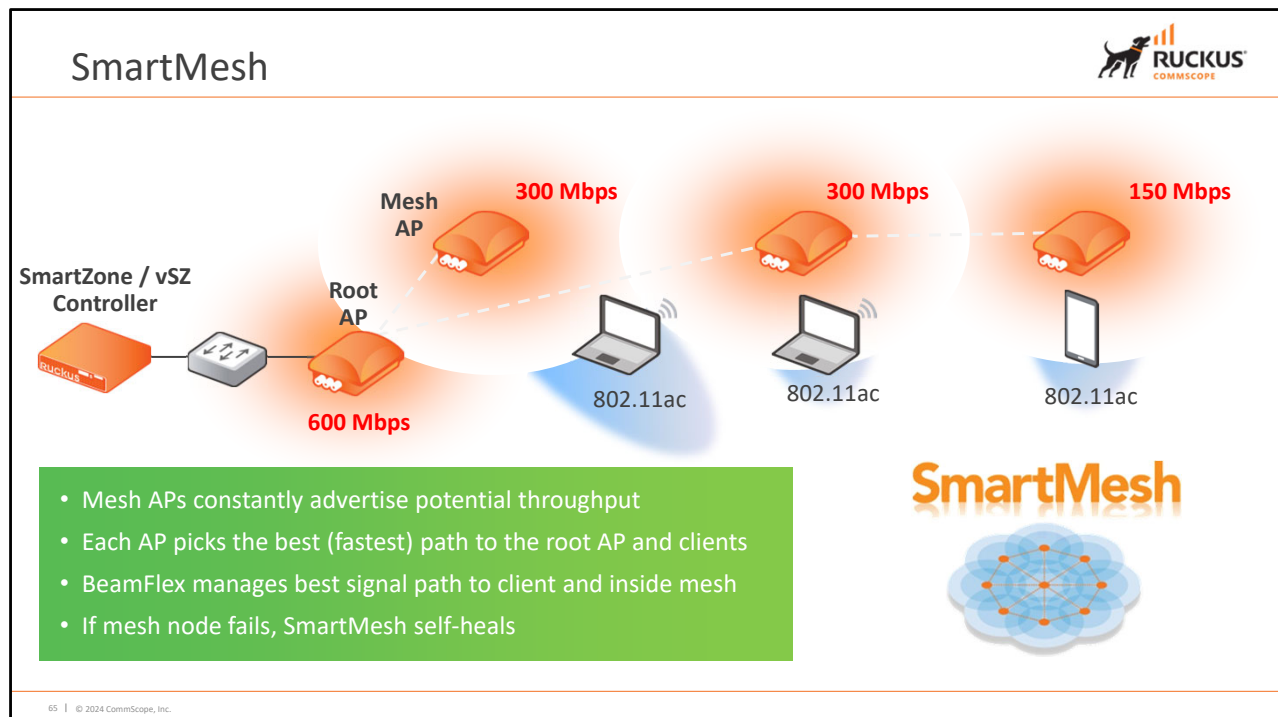 SmartMesh
RUCKUS®
COMMSCOPE
300 Mbps
300 Mbps
150 Mbps
Mesh
AP
SmartZone / vSZ
Controller
Root
AP
RUCKUS
600 Mbps
802.11ac
802.11ac
802.11ac
• Mesh APs constantly advertise potential throughput
• Each AP picks the best (fastest) path to the root AP and clients
• BeamFlex manages best signal path to client and inside mesh
• If mesh node fails, SmartMesh self-heals
SmartMesh
65 | © 2024 CommScope, Inc.